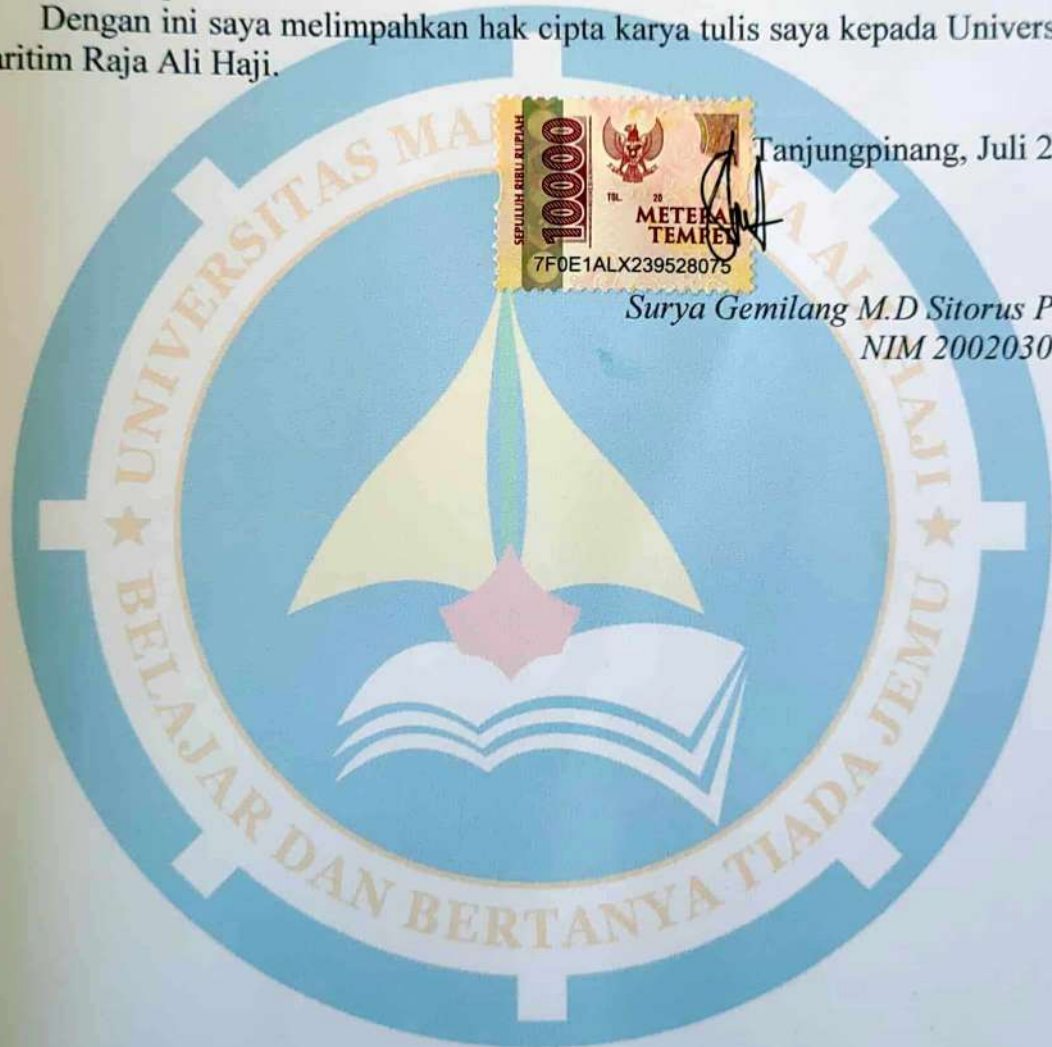 Dengan ini saya melimpahkan hak cipta karya tulis saya kepada Univers
aritim Raja Ali Haji.
SEPULUH RIBU RUPIAH
10000
TGL. 20
METERAI
TEMPEL
7F0E1ALX239528075
Tanjungpinang, Juli 2
Surya Gemilang M.D Sitorus P
NIM 2002030
UNIVERSITAS MA JA ALI HAJI
BELAJAR DAN BERTANYA TIADA JEMU